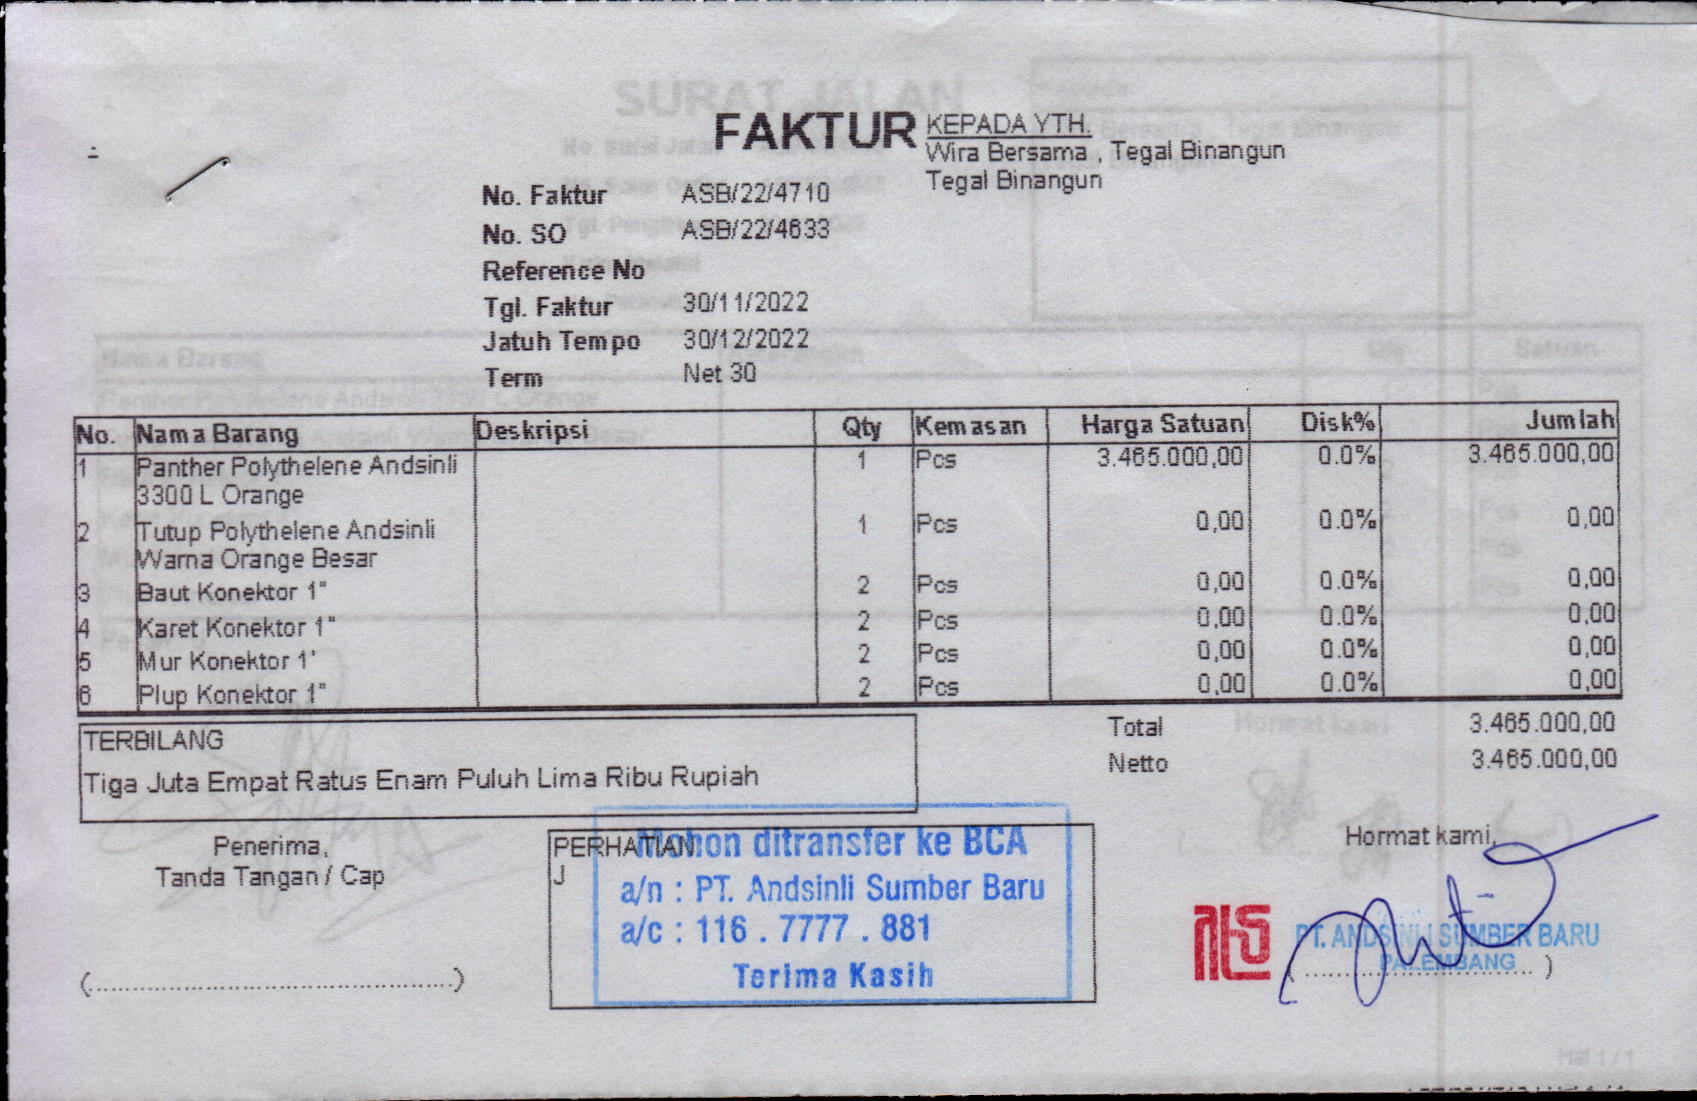 FAKTUR
KEPADA YTH.
Wira Bersama , Tegal Binangun
Tegal Binangun
No. Faktur ASB/22/4710
No. SO ASB/22/4633
Reference No
Tgl. Faktur 30/11/2022
Jatuh Tempo 30/12/2022
Term Net 30
No. Nama Barang Deskripsi Qty Kemasan Harga Satuan Disk% Jumlah
1 Panther Polythelene Andsinli 1 Pcs 3.465.000,00 0.0% 3.465.000,00
3300 L Orange
2 Tutup Polythelene Andsinli 1 Pcs 0,00 0.0% 0,00
Warna Orange Besar
3 Baut Konektor 1" 2 Pcs 0,00 0.0% 0,00
4 Karet Konektor 1" 2 Pcs 0,00 0.0% 0,00
5 Mur Konektor 1' 2 Pcs 0,00 0.0% 0,00
6 Plup Konektor 1" 2 Pcs 0,00 0.0% 0,00
Total 3.465.000,00
Netto 3.465.000,00
TERBILANG
Tiga Juta Empat Ratus Enam Puluh Lima Ribu Rupiah
Penerima,
Tanda Tangan / Cap
(..............................................)
PERHATIAN
J
Mohon ditransfer ke BCA
a/n : PT. Andsinli Sumber Baru
a/c : 116 . 7777 . 881
Terima Kasih
Hormat kami,
PT. ANDSINLI SUMBER BARU
PALEMBANG
SURAT JALAN
Hal 1 / 1